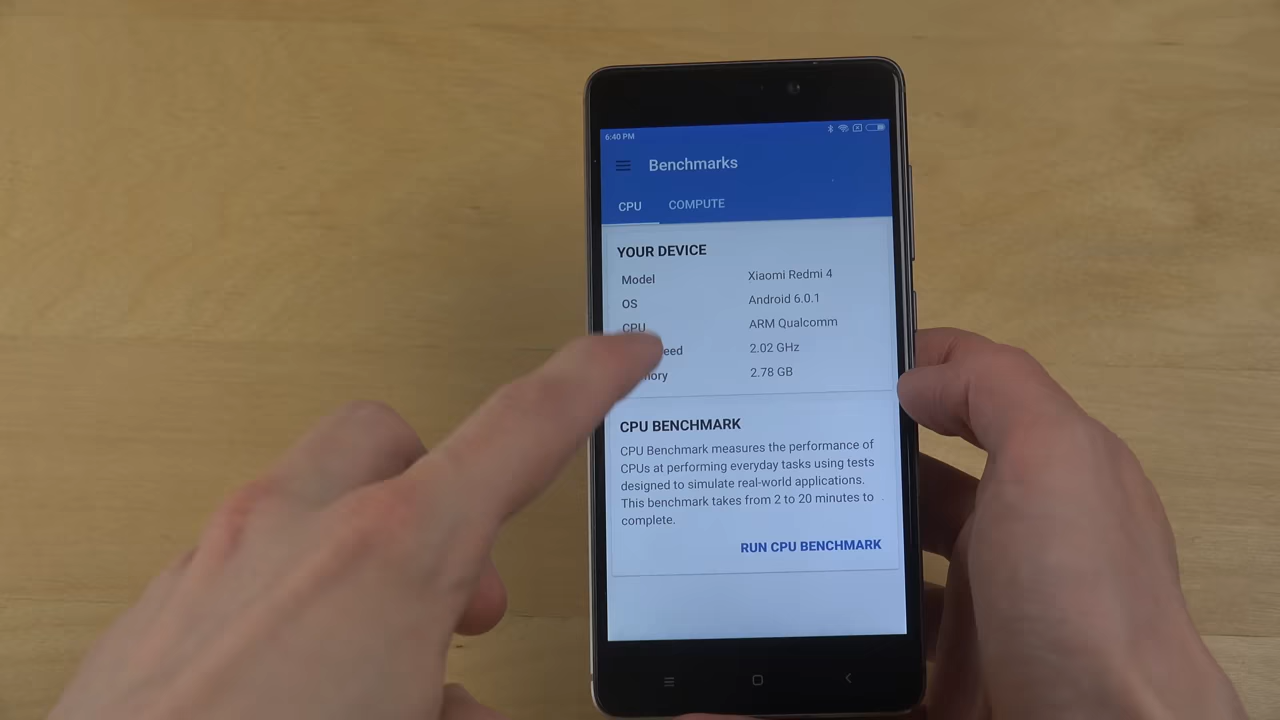 6:40 PM
Benchmarks
CPU COMPUTE
YOUR DEVICE
Model Xiaomi Redmi 4
OS Android 6.0.1
CPU ARM Qualcomm
2.02 GHz
2.78 GB
CPU BENCHMARK
CPU Benchmark measures the performance of
CPUs at performing everyday tasks using tests
designed to simulate real-world applications.
This benchmark takes from 2 to 20 minutes to
complete.
RUN CPU BENCHMARK